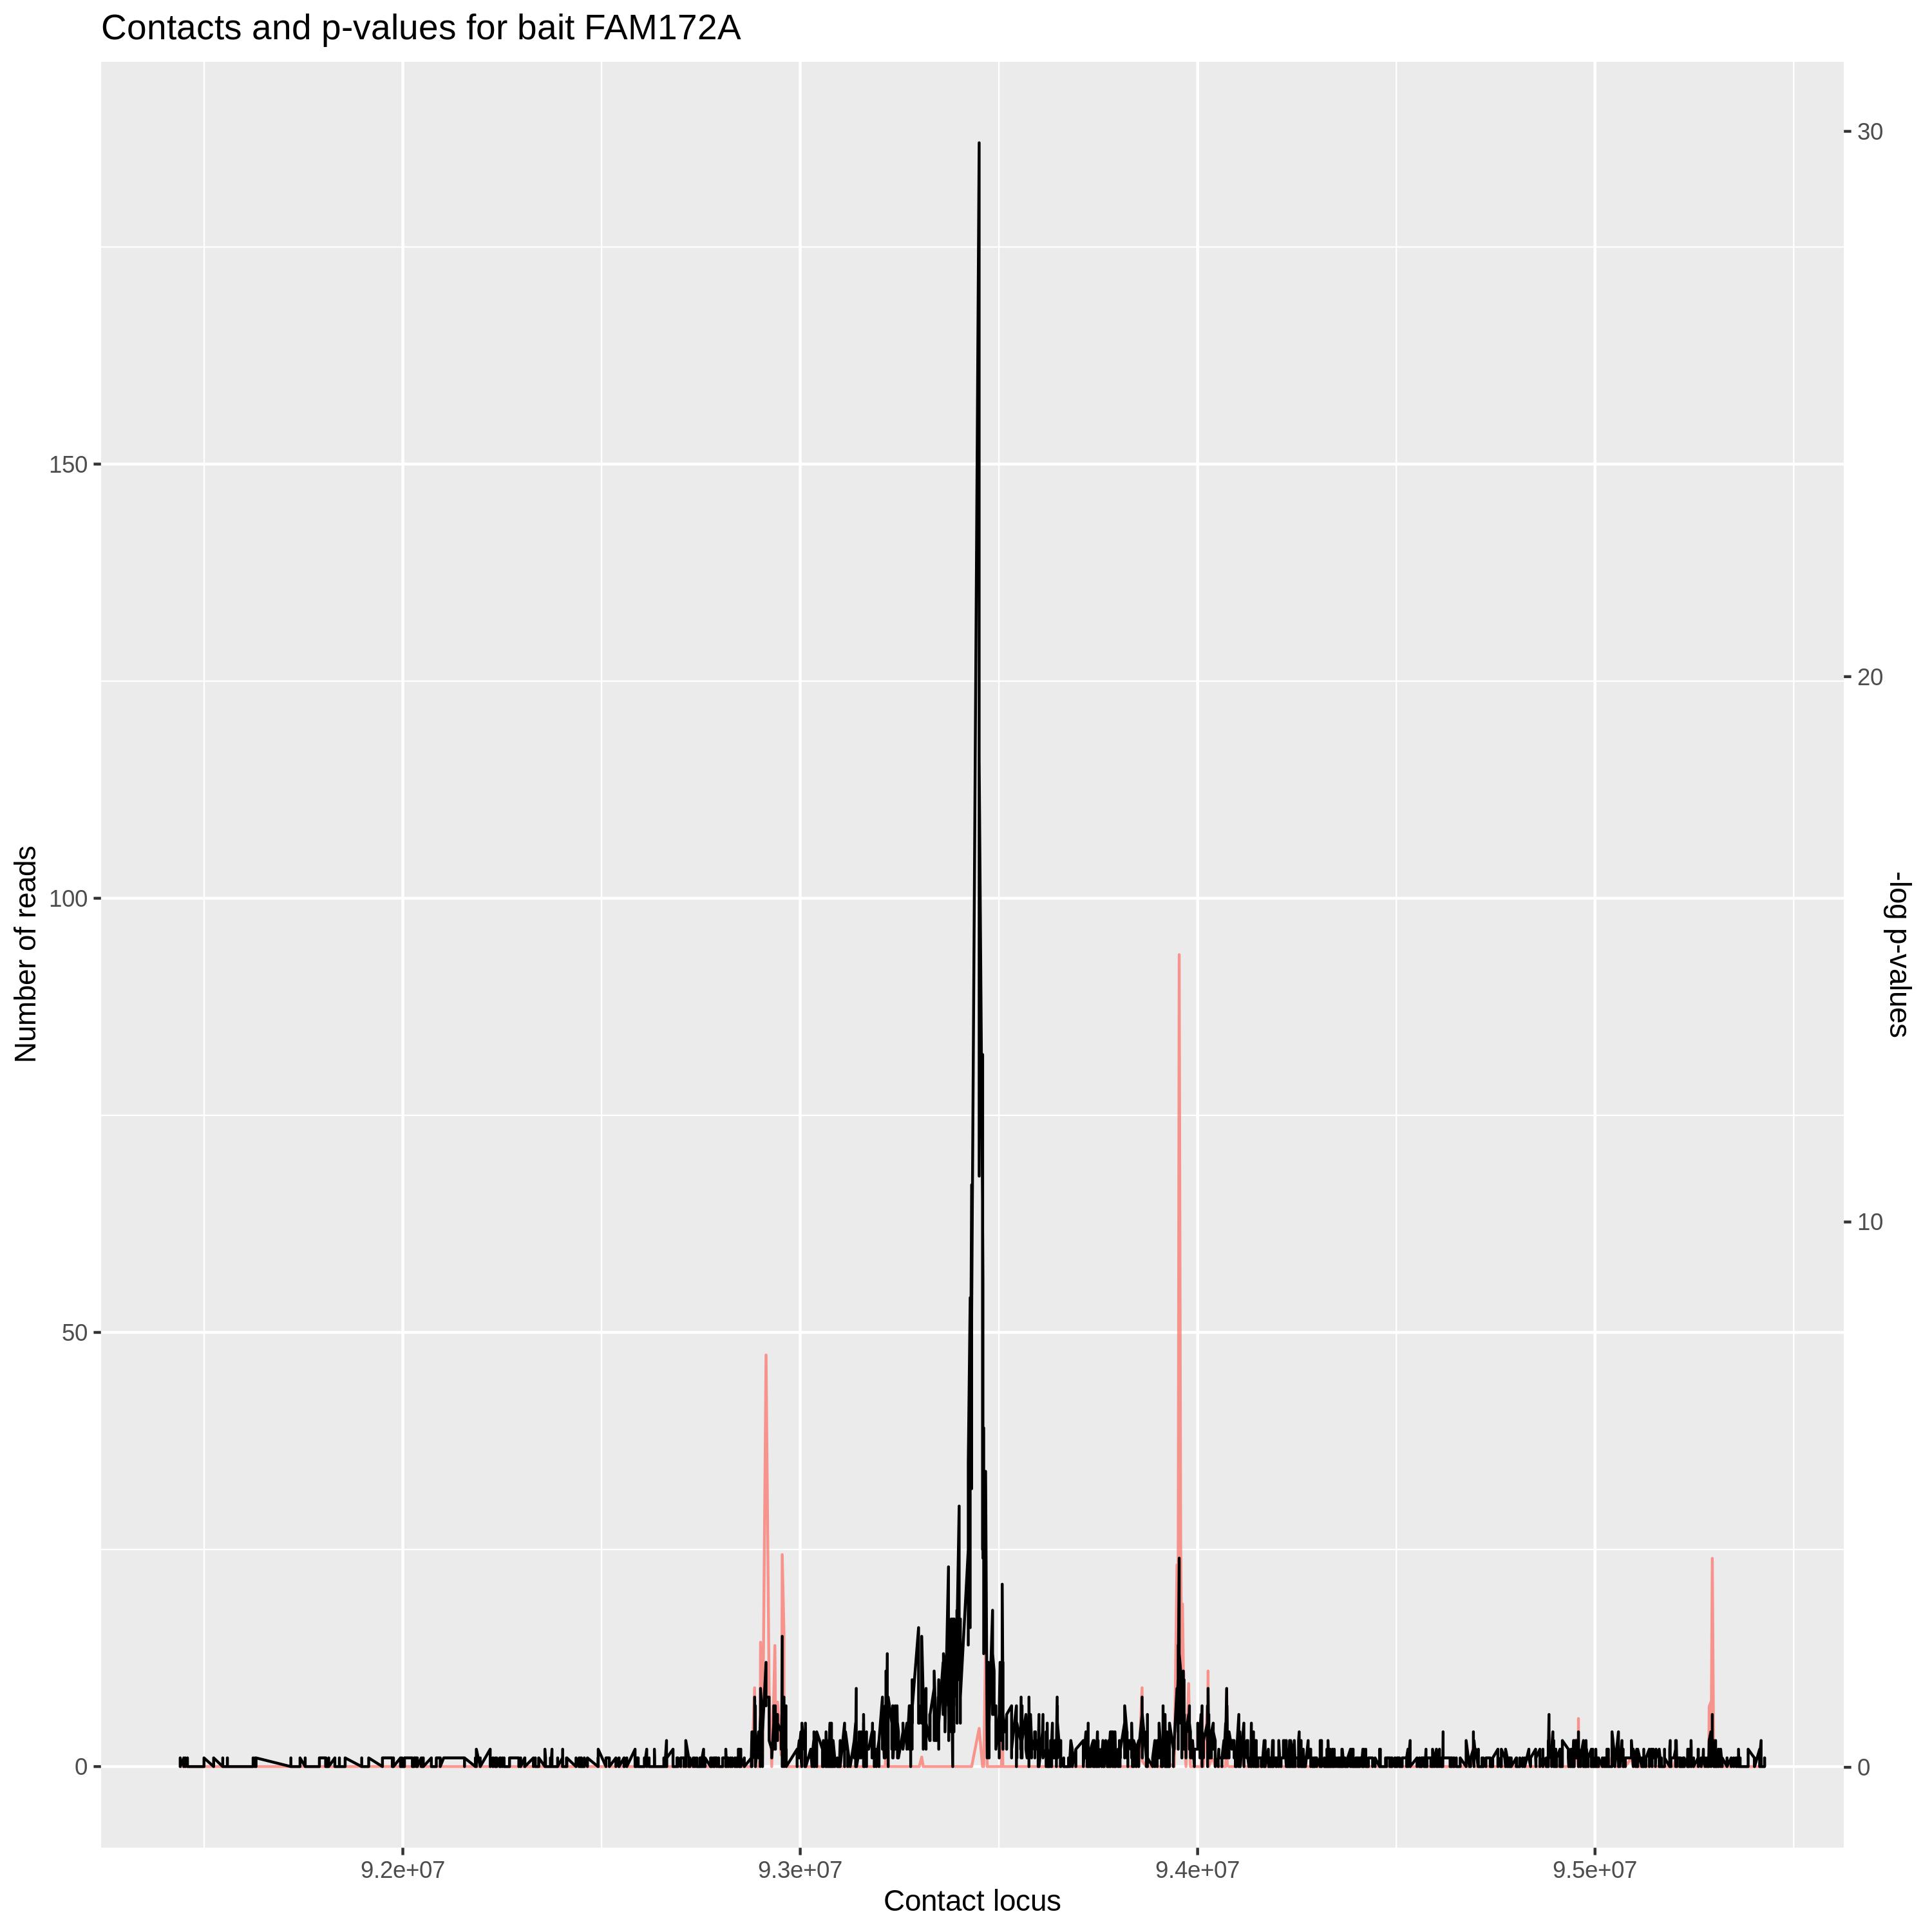 Contacts and p-values for bait FAM172A
Number of reads
150
100
50
0
30
20
10
0
-log p-values
9.2e+07 9.3e+07 9.4e+07 9.5e+07
Contact locus